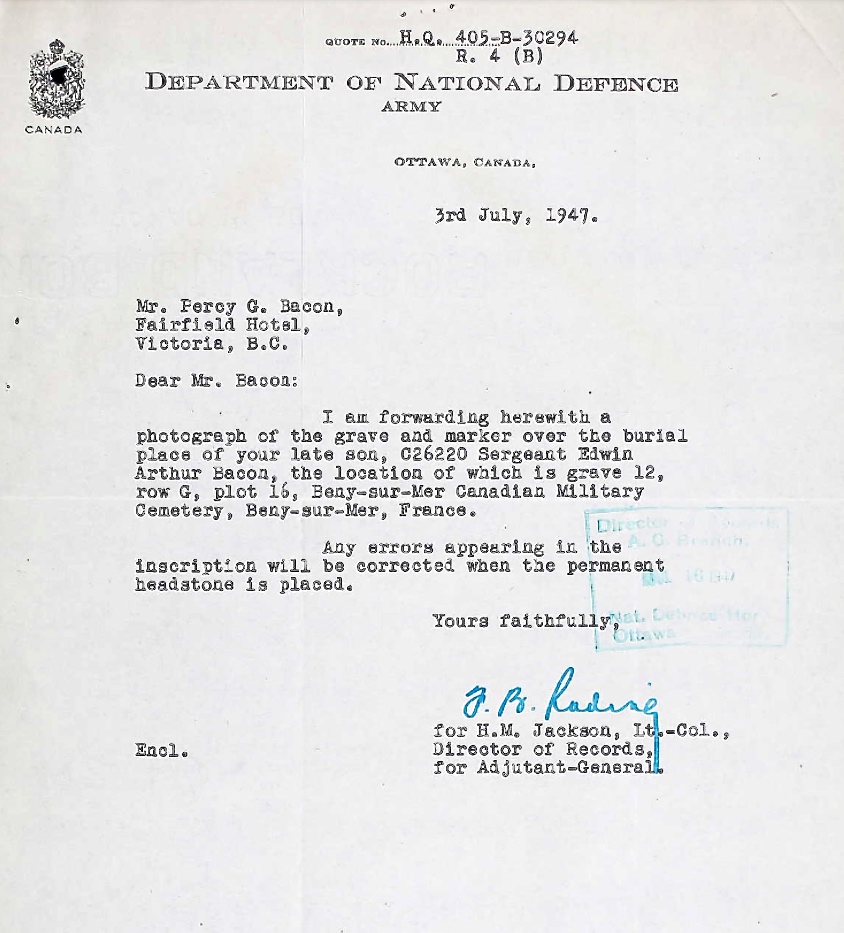 QUOTE No. H.Q. 405-B-30294
R. 4 (B)
DEPARTMENT OF NATIONAL DEFENCE
ARMY
CANADA
OTTAWA, CANADA,
3rd July, 1947.
Mr. Percy G. Bacon,
Fairfield Hotel,
Victoria, B.C.
Dear Mr. Bacon:
I am forwarding herewith a
photograph of the grave and marker over the burial
place of your late son, C26220 Sergeant Edwin
Arthur Bacon, the location of which is grave 12,
row G, plot 16, Beny-sur-Mer Canadian Military
Cemetery, Beny-sur-Mer, France.
Any errors appearing in the
inscription will be corrected when the permanent
headstone is placed.
Director
Nat. Defence
Ottawa
Yours faithfully,
for H.M. Jackson, Lt.-Col.,
Director of Records,
for Adjutant-General.
Encl.